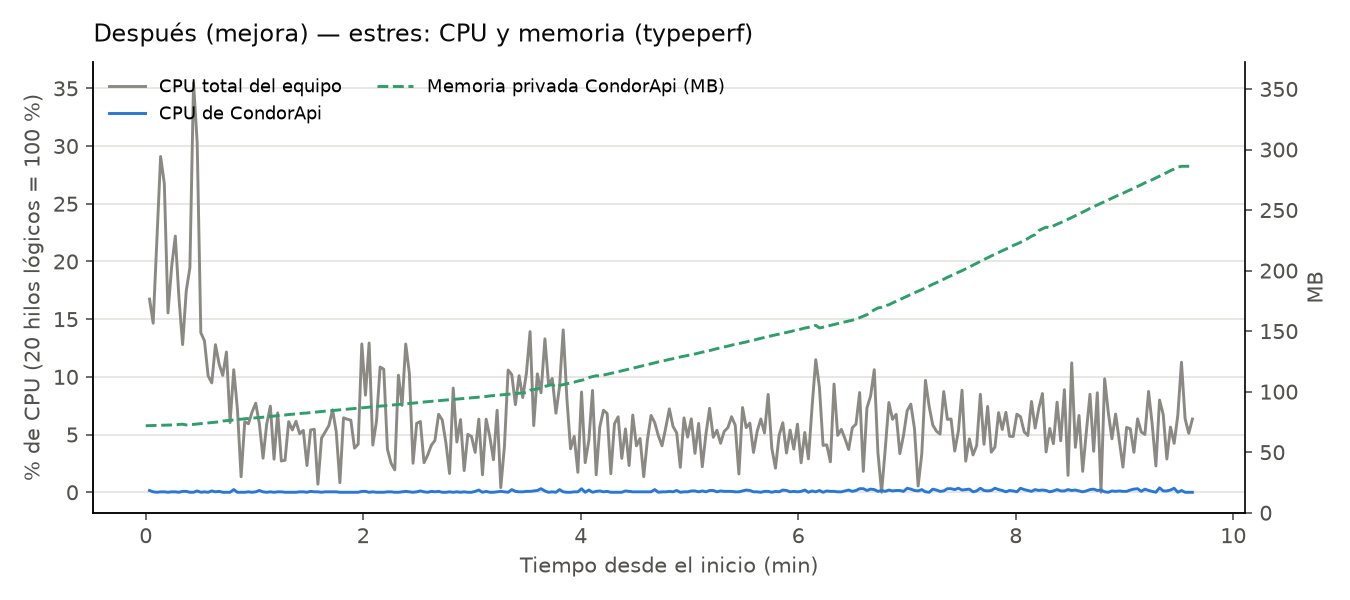 Después (mejora) — estres: CPU y memoria (typeperf)
CPU total del equipo
CPU de CondorApi
Memoria privada CondorApi (MB)
% de CPU (20 hilos lógicos = 100 %)
35
30
25
20
15
10
5
0
350
300
250
200
150
100
50
0
MB
0 2 4 6 8 10
Tiempo desde el inicio (min)